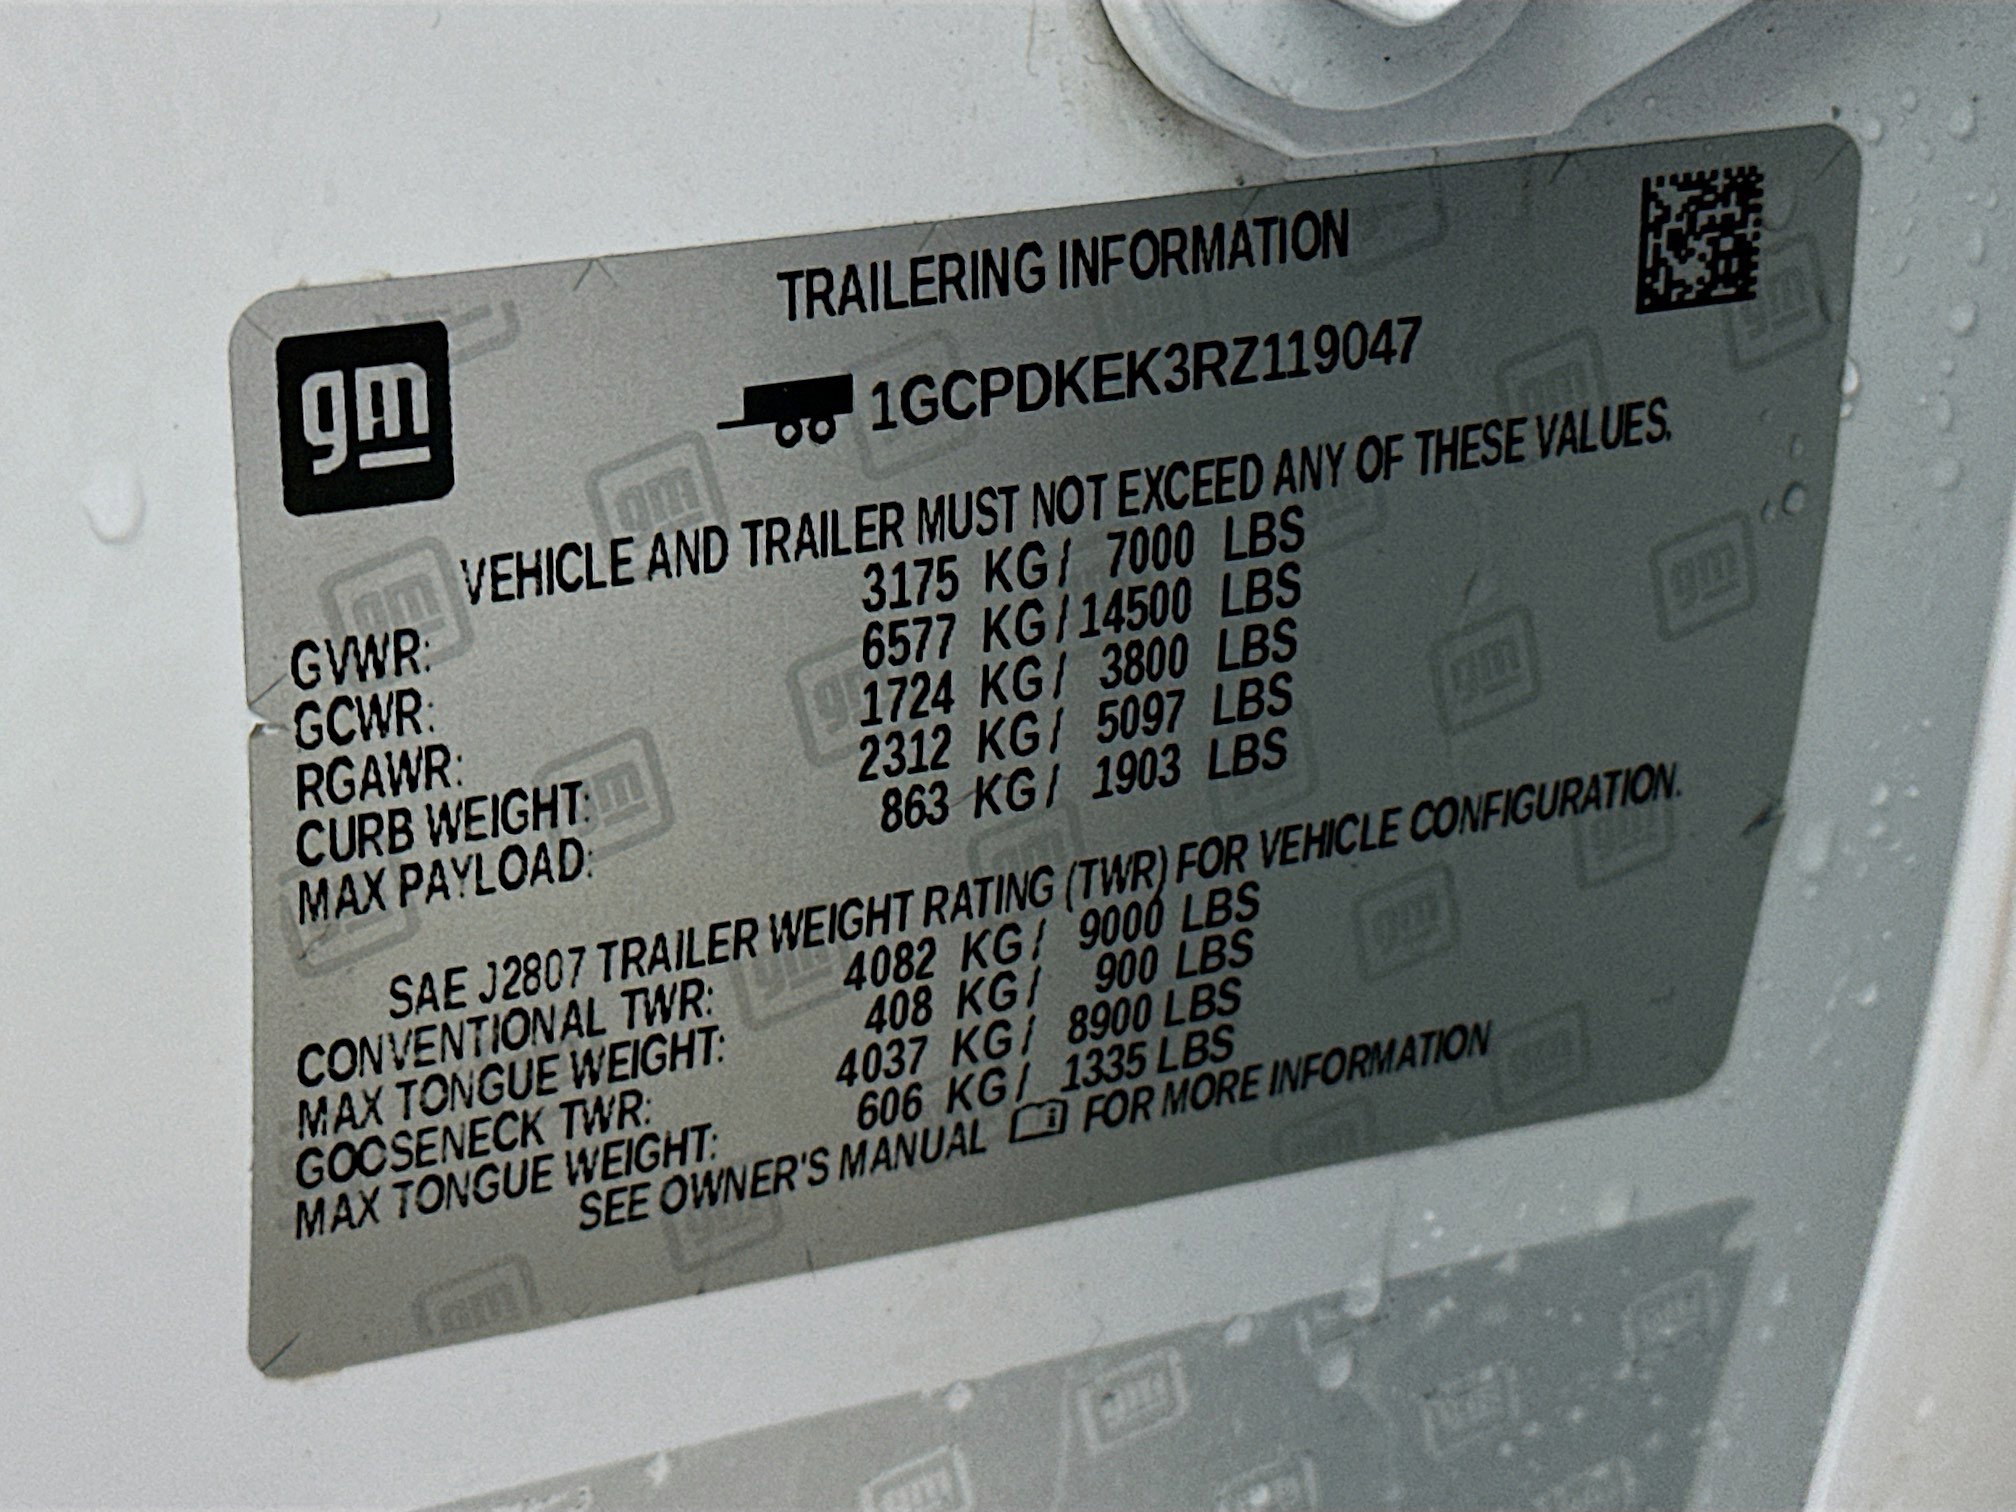 TRAILERING INFORMATION
gm
1GCPDKEK3RZ119047
VEHICLE AND TRAILER MUST NOT EXCEED ANY OF THESE VALUES.
GVWR: 3175 KG / 7000 LBS
GCWR: 6577 KG / 14500 LBS
RGAWR: 1724 KG / 3800 LBS
CURB WEIGHT: 2312 KG / 5097 LBS
MAX PAYLOAD: 863 KG / 1903 LBS
SAE J2807 TRAILER WEIGHT RATING (TWR) FOR VEHICLE CONFIGURATION.
CONVENTIONAL TWR: 4082 KG / 9000 LBS
MAX TONGUE WEIGHT: 408 KG / 900 LBS
GOOSENECK TWR: 4037 KG / 8900 LBS
MAX TONGUE WEIGHT: 606 KG / 1335 LBS
SEE OWNER'S MANUAL FOR MORE INFORMATION